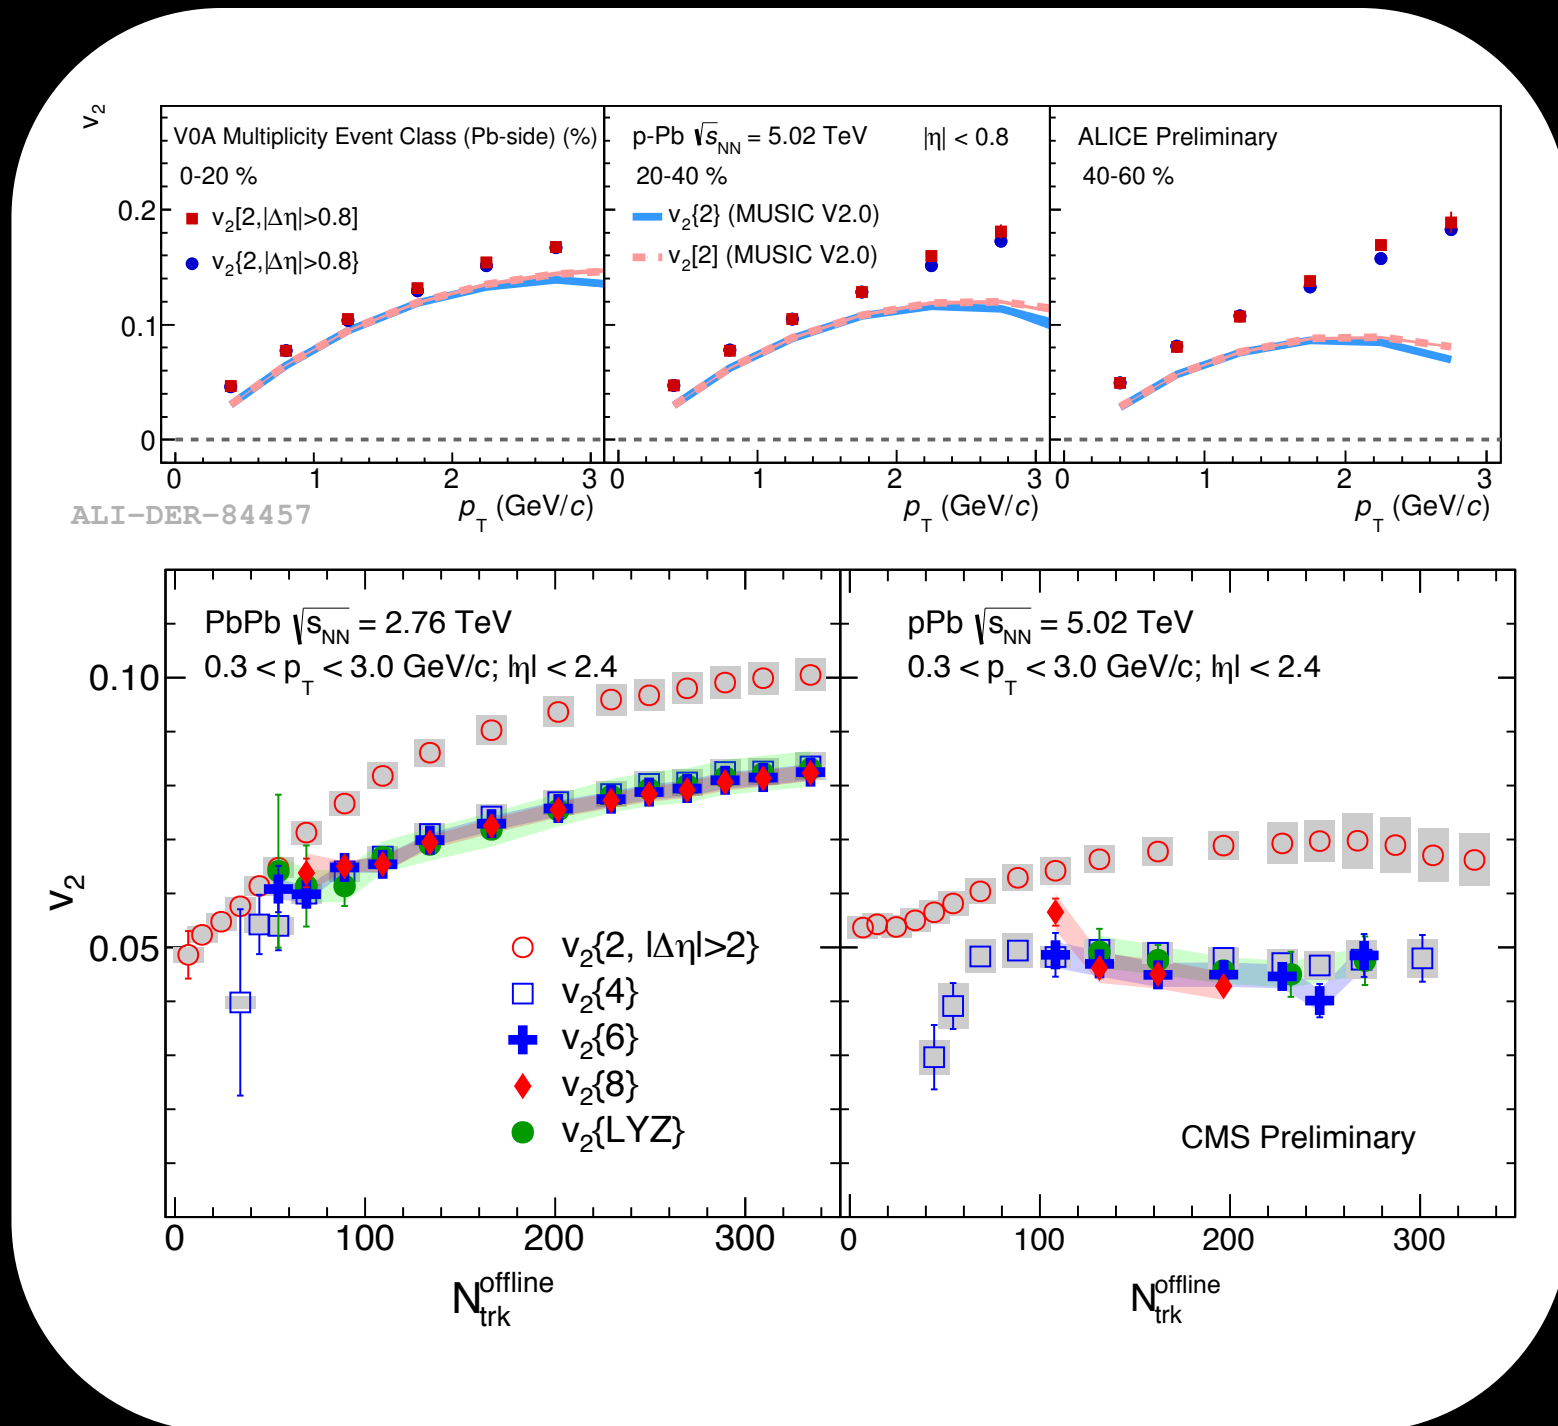 v2
V0A Multiplicity Event Class (Pb-side) (%)
0-20 %
v2[2,|Δη|>0.8]
v2{2,|Δη|>0.8}
p-Pb √sNN = 5.02 TeV |η| < 0.8
20-40 %
v2{2} (MUSIC V2.0)
v2[2] (MUSIC V2.0)
ALICE Preliminary
40-60 %
0.2
0.1
0
0 1 2 3
0 1 2 3
0 1 2 3
pT (GeV/c)
pT (GeV/c)
pT (GeV/c)
ALI-DER-84457
PbPb √sNN = 2.76 TeV
0.3 < pT < 3.0 GeV/c; |η| < 2.4
pPb √sNN = 5.02 TeV
0.3 < pT < 3.0 GeV/c; |η| < 2.4
0.10
0.05
v2
v2{2, |Δη|>2}
v2{4}
v2{6}
v2{8}
v2{LYZ}
CMS Preliminary
0 100 200 300
0 100 200 300
Ntrk offline
Ntrk offline